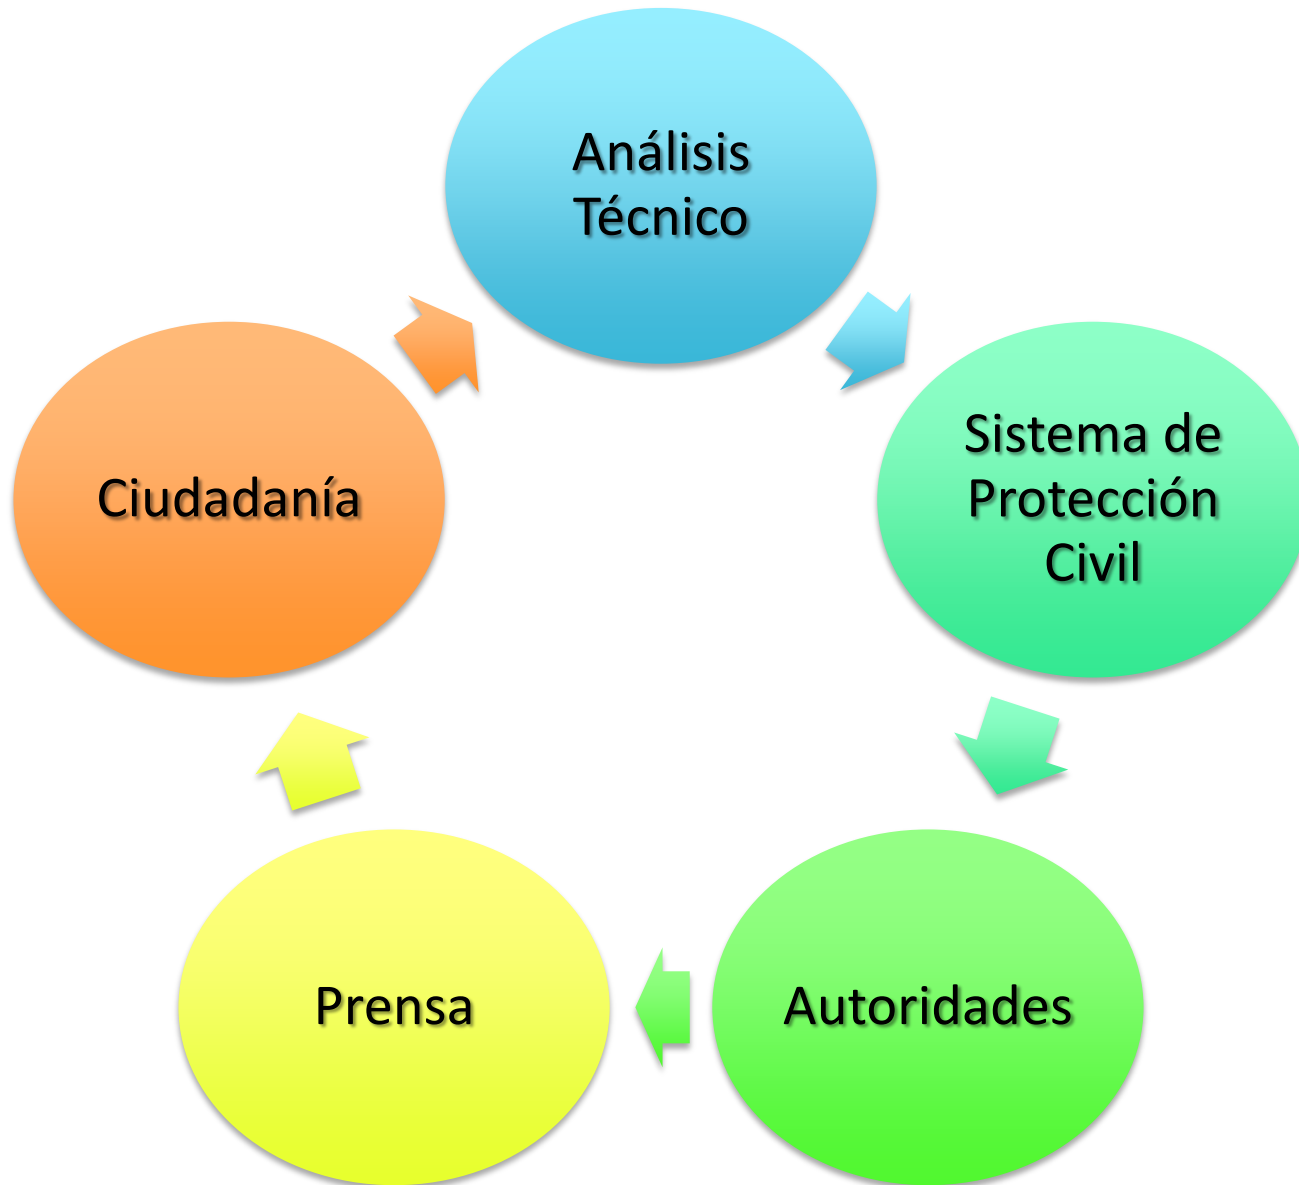 Análisis
Técnico
Sistema de
Protección
Civil
Autoridades
Prensa
Ciudadanía